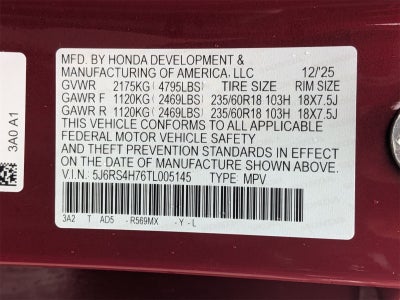 MFD. BY HONDA DEVELOPMENT &
MANUFACTURING OF AMERICA, LLC 12/'25
GVWR 2175KG (4795LBS) TIRE SIZE RIM SIZE
GAWR F 1120KG (2469LBS) 235/60R18 103H 18X7.5J
GAWR R 1120KG (2469LBS) 235/60R18 103H 18X7.5J
THIS VEHICLE CONFORMS TO ALL APPLICABLE
FEDERAL MOTOR VEHICLE SAFETY
AND THEFT PREVENTION STANDARDS IN EFFECT
ON THE DATE OF MANUFACTURE SHOWN ABOVE.
V.I.N.: 5J6RS4H76TL005145 TYPE: MPV
3A2 T AD5 - R569MX - Y - L
3A0 A1